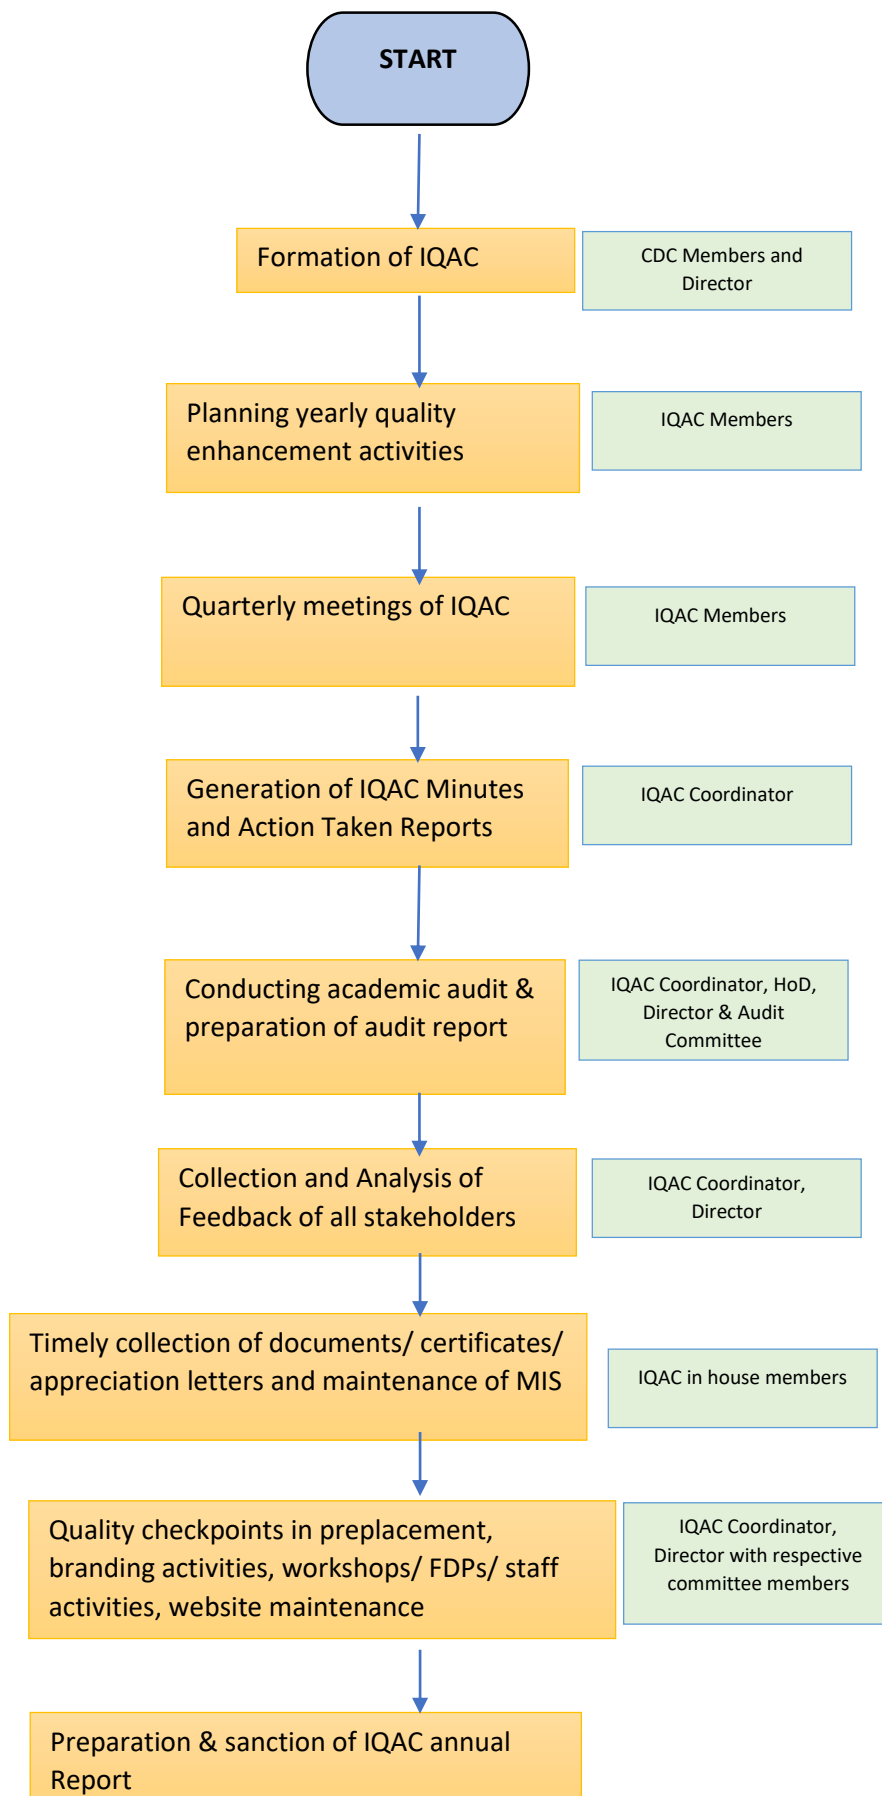 START
Formation of IQAC
CDC Members and
Director
Planning yearly quality
enhancement activities
IQAC Members
Quarterly meetings of IQAC
IQAC Members
Generation of IQAC Minutes
and Action Taken Reports
IQAC Coordinator
Conducting academic audit &
preparation of audit report
IQAC Coordinator, HoD,
Director & Audit
Committee
Collection and Analysis of
Feedback of all stakeholders
IQAC Coordinator,
Director
Timely collection of documents/ certificates/
appreciation letters and maintenance of MIS
IQAC in house members
Quality checkpoints in preplacement,
branding activities, workshops/ FDPs/ staff
activities, website maintenance
IQAC Coordinator,
Director with respective
committee members
Preparation & sanction of IQAC annual
Report